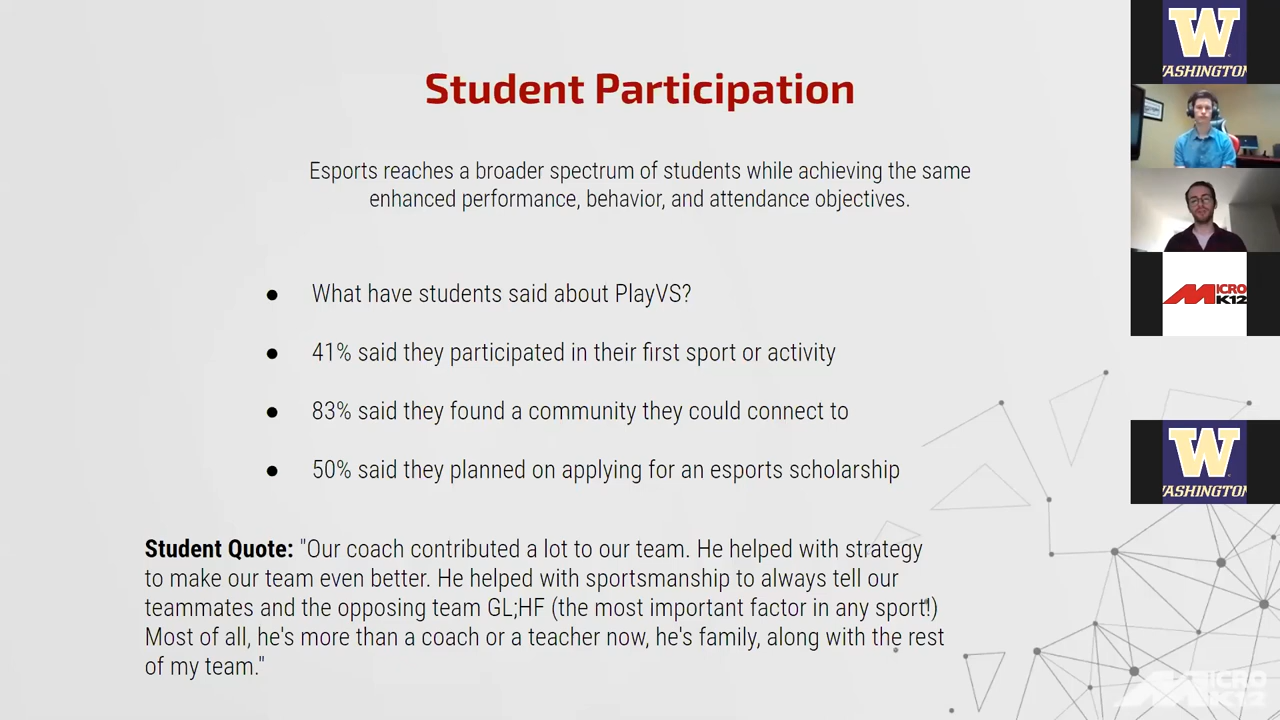 Student Participation
Esports reaches a broader spectrum of students while achieving the same
enhanced performance, behavior, and attendance objectives.
● What have students said about PlayVS?
● 41% said they participated in their first sport or activity
● 83% said they found a community they could connect to
● 50% said they planned on applying for an esports scholarship
Student Quote: "Our coach contributed a lot to our team. He helped with strategy
to make our team even better. He helped with sportsmanship to always tell our
teammates and the opposing team GL;HF (the most important factor in any sport!)
Most of all, he's more than a coach or a teacher now, he's family, along with the rest
of my team."
W
WASHINGTON
MICRO
K12
W
WASHINGTON
MICRO
K12